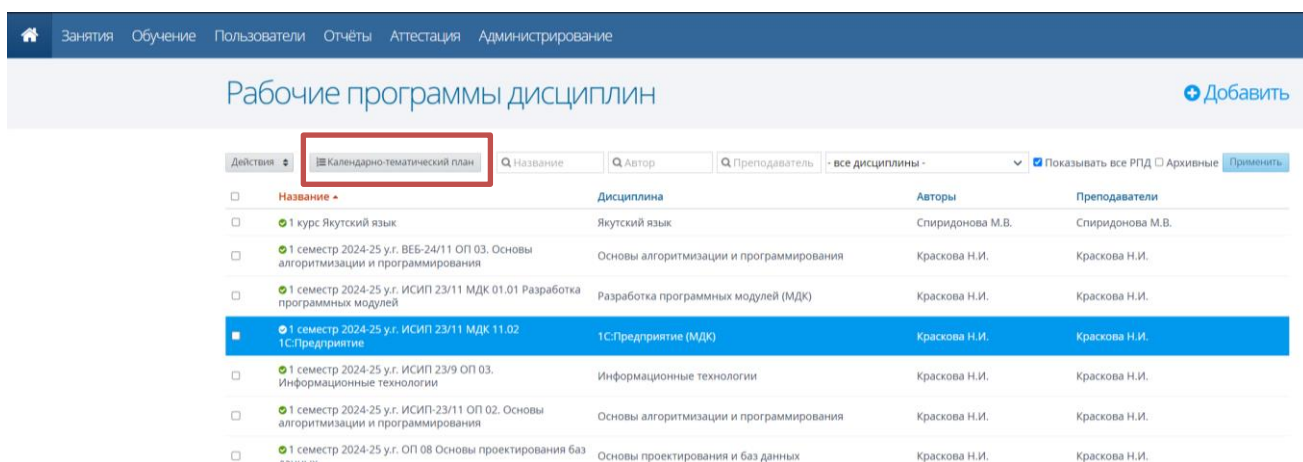 Занятия Обучение Пользователи Отчёты Аттестация Администрирование
Рабочие программы дисциплин
Добавить
Действия Календарно-тематический план Название Автор Преподаватель - все дисциплины - Показывать все РПД Архивные Применить
Название Дисциплина Авторы Преподаватели
1 курс Якутский язык Якутский язык Спиридонова М.В. Спиридонова М.В.
1 семестр 2024-25 у.г. ВЕБ-24/11 ОП 03. Основы
алгоритмизации и программирования
Основы алгоритмизации и программирования Краскова Н.И. Краскова Н.И.
1 семестр 2024-25 у.г. ИСИП 23/11 МДК 01.01 Разработка
программных модулей
Разработка программных модулей (МДК) Краскова Н.И. Краскова Н.И.
1 семестр 2024-25 у.г. ИСИП 23/11 МДК 11.02
1С:Предприятие
1С:Предприятие (МДК) Краскова Н.И. Краскова Н.И.
1 семестр 2024-25 у.г. ИСИП 23/9 ОП 03.
Информационные технологии
Информационные технологии Краскова Н.И. Краскова Н.И.
1 семестр 2024-25 у.г. ИСИП-23/11 ОП 02. Основы
алгоритмизации и программирования
Основы алгоритмизации и программирования Краскова Н.И. Краскова Н.И.
1 семестр 2024-25 у.г. ОП 08 Основы проектирования баз
Основы проектирования и баз данных Краскова Н.И. Краскова Н.И.